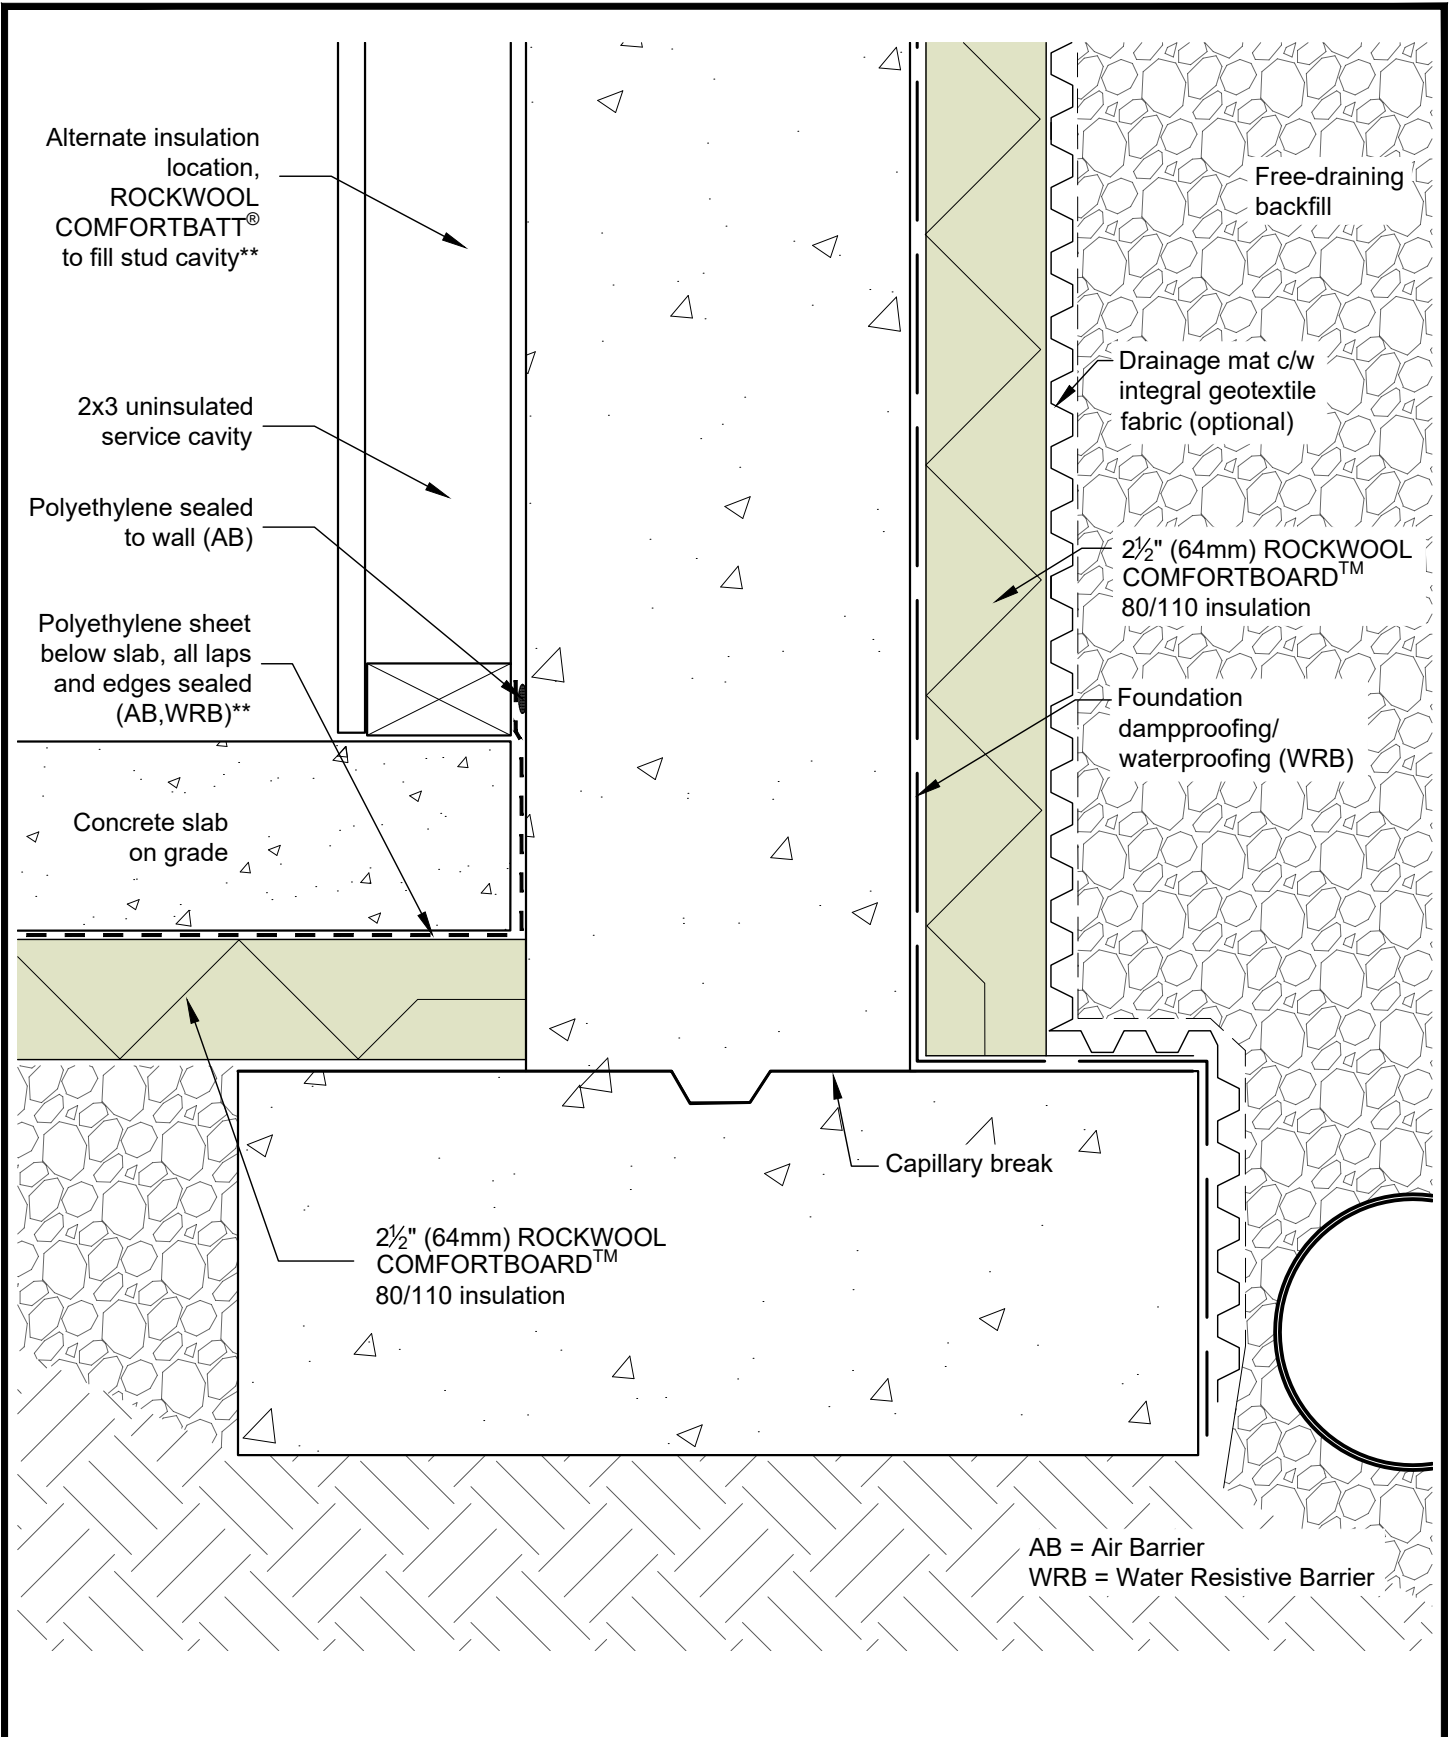 Alternate insulation
location,
ROCKWOOL
COMFORTBATT®
to fill stud cavity**
2x3 uninsulated
service cavity
Polyethylene sealed
to wall (AB)
Polyethylene sheet
below slab, all laps
and edges sealed
(AB,WRB)**
Concrete slab
on grade
Free-draining
backfill
Drainage mat c/w
integral geotextile
fabric (optional)
2½" (64mm) ROCKWOOL
COMFORTBOARD™
80/110 insulation
Foundation
dampproofing/
waterproofing (WRB)
Capillary break
2½" (64mm) ROCKWOOL
COMFORTBOARD™
80/110 insulation
AB = Air Barrier
WRB = Water Resistive Barrier